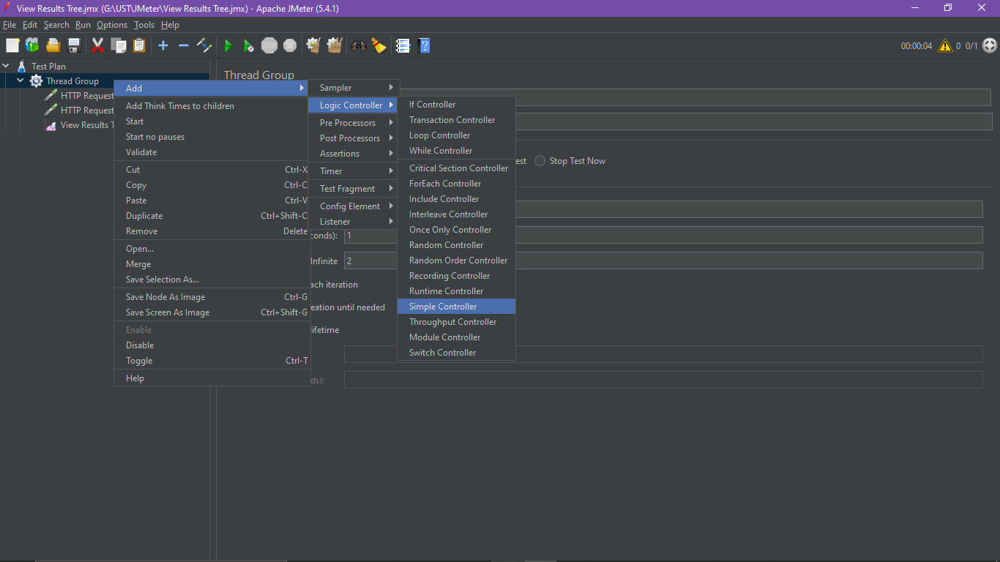 View Results Tree.jmx (G:\UST\JMeter\View Results Tree.jmx) - Apache JMeter (5.4.1)
File Edit Search Run Options Tools Help
STOP
00:00:04 0 0/1
Test Plan
Thread Group
HTTP Request
HTTP Request
View Results T
Thread Group
Add
Add Think Times to children
Start
Start no pauses
Validate
Cut Ctrl-X
Copy Ctrl-C
Paste Ctrl-V
Duplicate Ctrl+Shift-C
Remove Delete
Open...
Merge
Save Selection As...
Save Node As Image Ctrl-G
Save Screen As Image Ctrl+Shift-G
Enable
Disable
Toggle Ctrl-T
Help
Sampler
Logic Controller
Pre Processors
Post Processors
Assertions
Timer
Test Fragment
Config Element
Listener
If Controller
Transaction Controller
Loop Controller
While Controller
Critical Section Controller
ForEach Controller
Include Controller
Interleave Controller
Once Only Controller
Random Controller
Random Order Controller
Recording Controller
Runtime Controller
Simple Controller
Throughput Controller
Module Controller
Switch Controller
est Stop Test Now
conds): 1
Infinite 2
ach iteration
eation until needed
lifetime
ds):